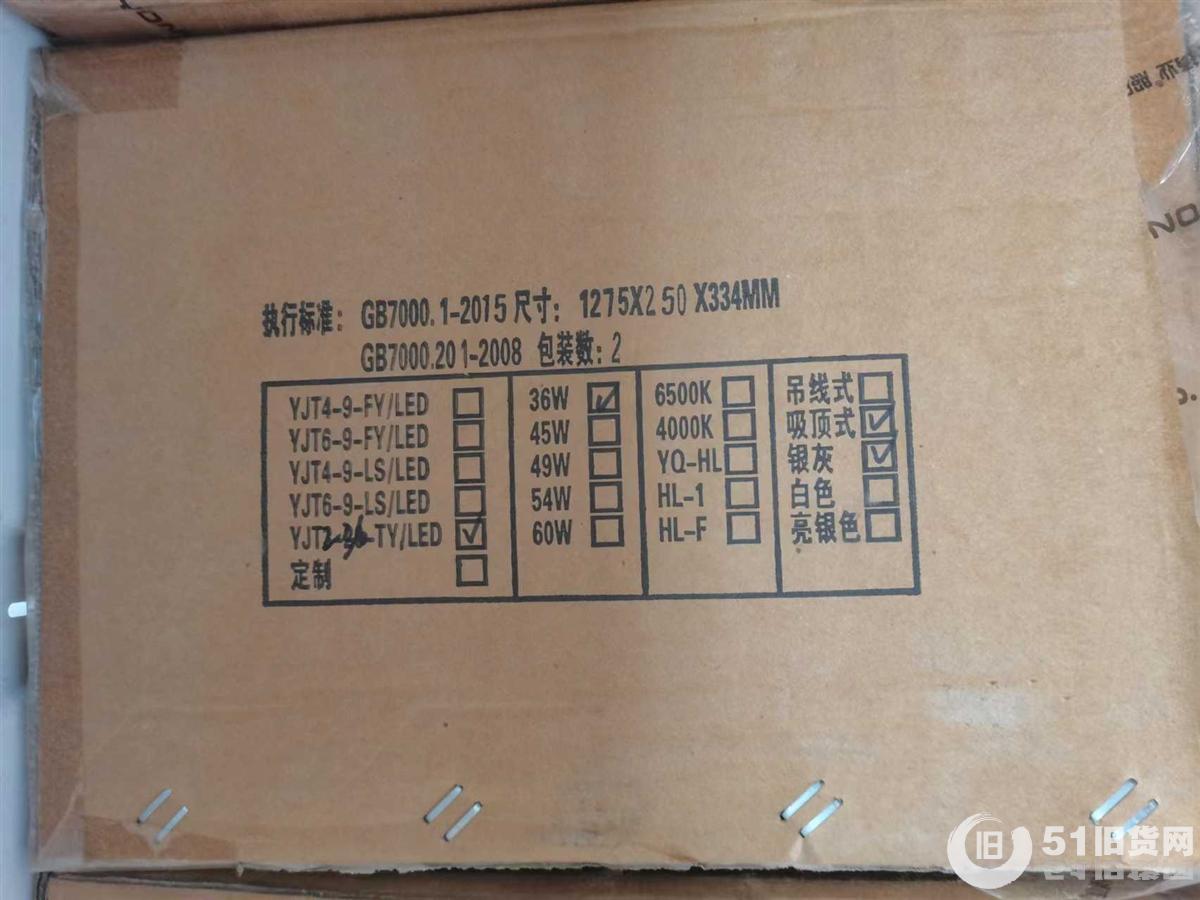 执行标准：GB7000.1-2015 尺寸：1275X250X334MM
GB7000.201-2008 包装数：2
YJT4-9-FY/LED □ 36W ☑ 6500K □ 吊线式 □
YJT6-9-FY/LED □ 45W □ 4000K □ 吸顶式 ☑
YJT4-9-LS/LED □ 49W □ YQ-HL □ 银灰 ☑
YJT6-9-LS/LED □ 54W □ HL-1 □ 白色 □
YJT2-36-TY/LED ☑ 60W □ HL-F □ 亮银色 □
定制 □
旧 51旧货网